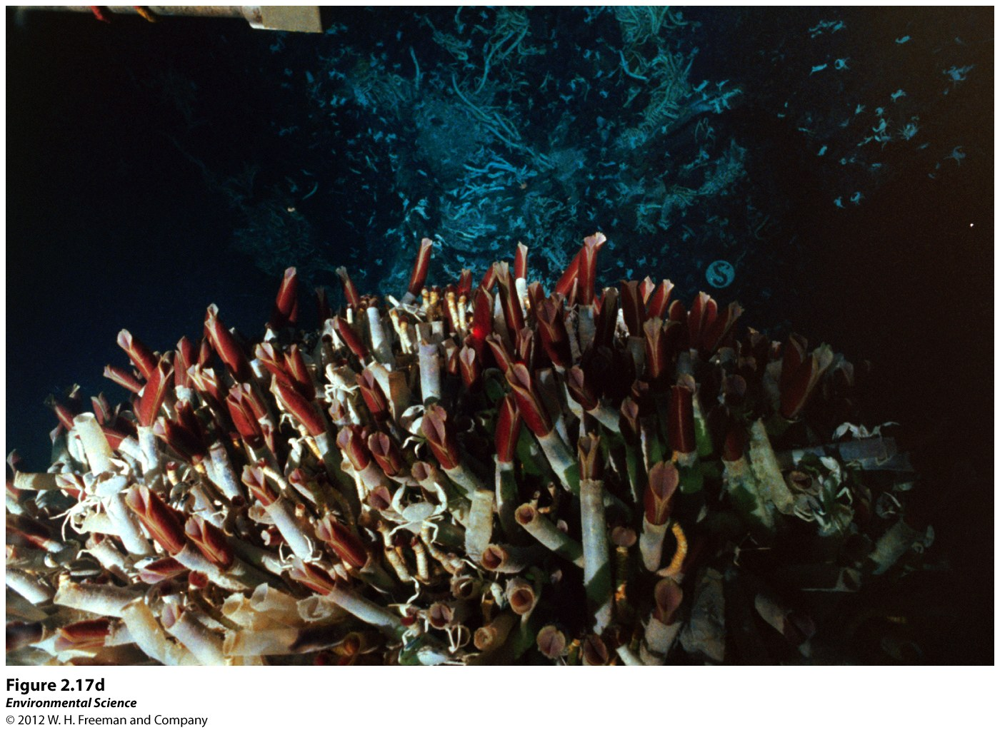 S
Figure 2.17d
Environmental Science
© 2012 W. H. Freeman and Company